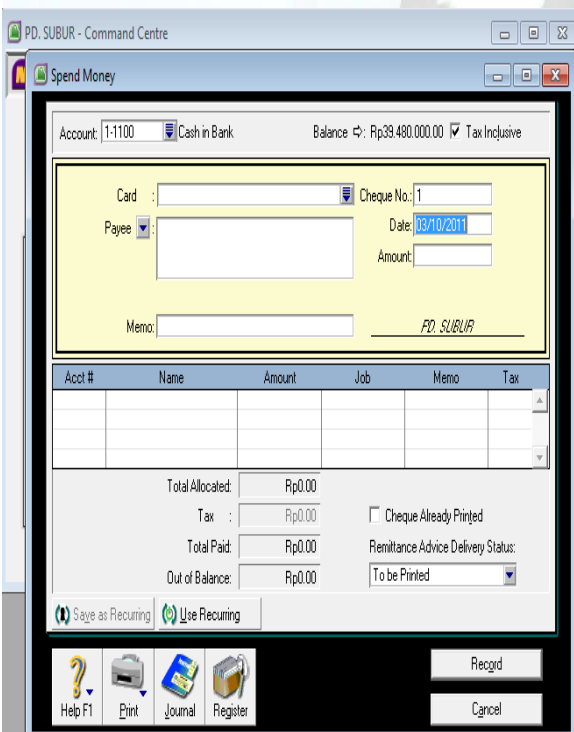 PD. SUBUR - Command Centre
Spend Money
Account: 1-1100 Cash in Bank Balance ⇨: Rp39.480.000.00 Tax Inclusive
Card : Cheque No.: 1
Payee : Date: 03/10/2011
Amount:
Memo: PD. SUBUR
Acct # Name Amount Job Memo Tax
Total Allocated: Rp0.00
Tax : Rp0.00 Cheque Already Printed
Total Paid: Rp0.00 Remittance Advice Delivery Status:
Out of Balance: Rp0.00 To be Printed
Save as Recurring Use Recurring
Help F1 Print Journal Register Record
Cancel